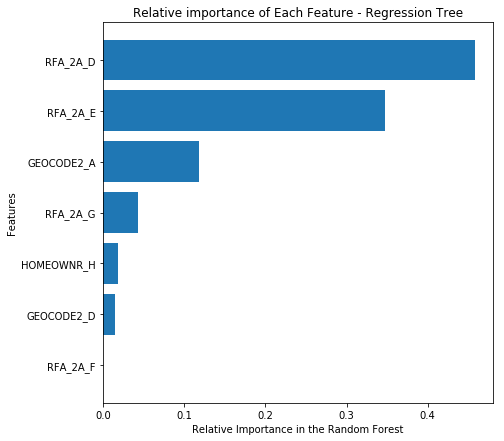 Relative importance of Each Feature - Regression Tree
RFA_2A_D
RFA_2A_E
GEOCODE2_A
RFA_2A_G
HOMEOWNR_H
GEOCODE2_D
RFA_2A_F
Features
0.0 0.1 0.2 0.3 0.4
Relative Importance in the Random Forest